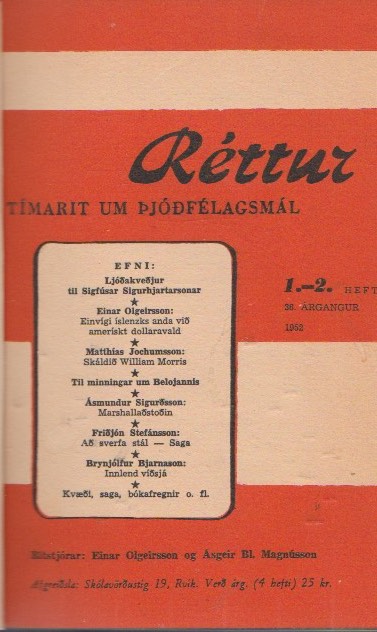 Réttur
TÍMARIT UM ÞJÓÐFÉLAGSMÁL
EFNI:
Ljóðakveðjur
til Sigfúsar Sigurhjartarsonar
★
Einar Olgeirsson:
Einvígi íslenzks anda við
amerískt dollaravald
★
Matthías Jochumsson:
Skáldið William Morris
★
Til minningar um Belojannis
★
Ásmundur Sigurðsson:
Marshallaðstoðin
★
Friðjón Stefánsson:
Að sverfa stál — Saga
★
Brynjólfur Bjarnason:
Innlend víðsjá
★
Kvæði, saga, bókafregnir o. fl.
1.—2. HEFTI
36. ÁRGANGUR
1952
Ritstjórar: Einar Olgeirsson og Ásgeir Bl. Magnússon
Afgreiðsla: Skólavörðustíg 19, Rvík. Verð árg. (4 hefti) 25 kr.